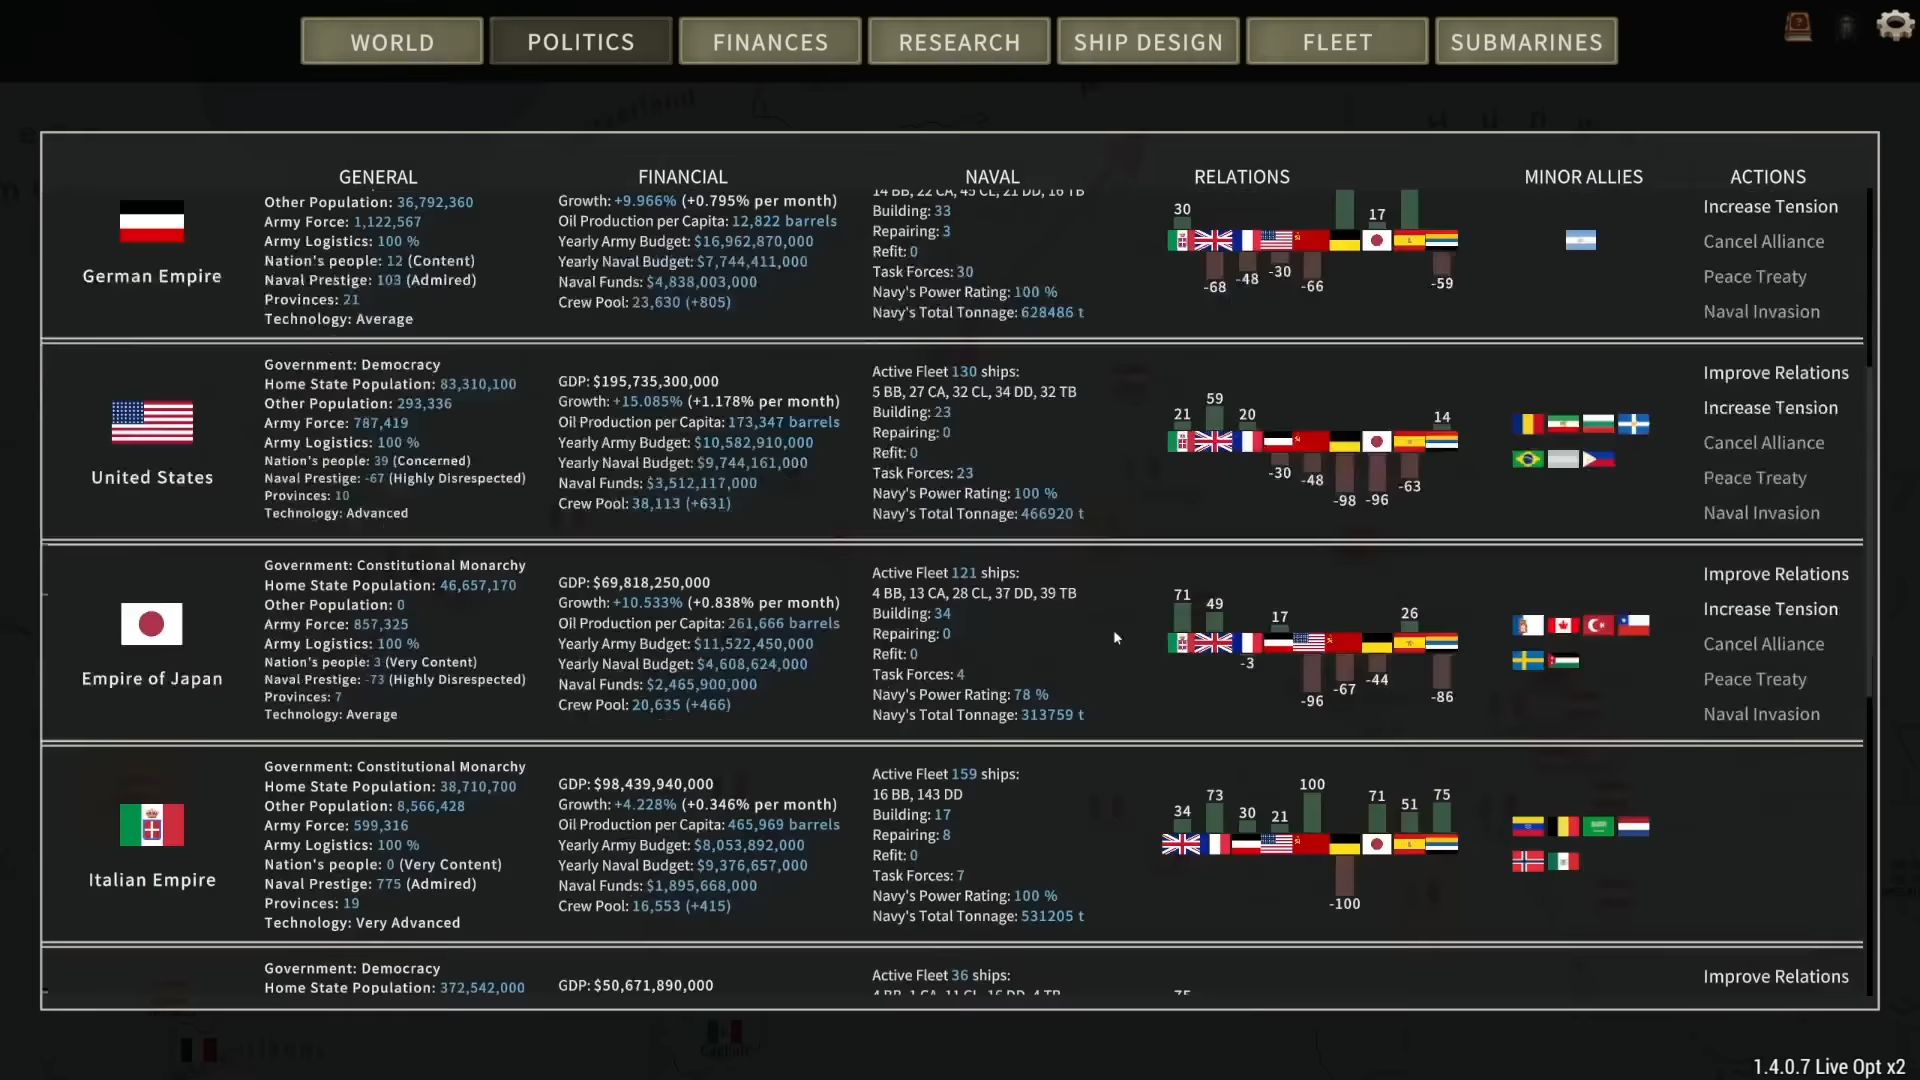 WORLD
POLITICS
FINANCES
RESEARCH
SHIP DESIGN
FLEET
SUBMARINES
GENERAL
FINANCIAL
NAVAL
RELATIONS
MINOR ALLIES
ACTIONS
German Empire
Other Population: 36,792,360
Army Force: 1,122,567
Army Logistics: 100 %
Nation's people: 12 (Content)
Naval Prestige: 103 (Admired)
Provinces: 21
Technology: Average
Growth: +9.966% (+0.795% per month)
Oil Production per Capita: 12,822 barrels
Yearly Army Budget: $16,962,870,000
Yearly Naval Budget: $7,744,411,000
Naval Funds: $4,838,003,000
Crew Pool: 23,630 (+805)
14 BB, 22 CA, 45 CL, 21 DD, 16 TB
Building: 33
Repairing: 3
Refit: 0
Task Forces: 30
Navy's Power Rating: 100 %
Navy's Total Tonnage: 628486 t
30
17
-68
-48
-30
-66
-59
Increase Tension
Cancel Alliance
Peace Treaty
Naval Invasion
United States
Government: Democracy
Home State Population: 83,310,100
Other Population: 293,336
Army Force: 787,419
Army Logistics: 100 %
Nation's people: 39 (Concerned)
Naval Prestige: -67 (Highly Disrespected)
Provinces: 10
Technology: Advanced
GDP: $195,735,300,000
Growth: +15.085% (+1.178% per month)
Oil Production per Capita: 173,347 barrels
Yearly Army Budget: $10,582,910,000
Yearly Naval Budget: $9,744,161,000
Naval Funds: $3,512,117,000
Crew Pool: 38,113 (+631)
Active Fleet 130 ships:
5 BB, 27 CA, 32 CL, 34 DD, 32 TB
Building: 23
Repairing: 0
Refit: 0
Task Forces: 23
Navy's Power Rating: 100 %
Navy's Total Tonnage: 466920 t
21
59
20
14
-30
-48
-98
-96
-63
Improve Relations
Increase Tension
Cancel Alliance
Peace Treaty
Naval Invasion
Empire of Japan
Government: Constitutional Monarchy
Home State Population: 46,657,170
Other Population: 0
Army Force: 857,325
Army Logistics: 100 %
Nation's people: 3 (Very Content)
Naval Prestige: -73 (Highly Disrespected)
Provinces: 7
Technology: Average
GDP: $69,818,250,000
Growth: +10.533% (+0.838% per month)
Oil Production per Capita: 261,666 barrels
Yearly Army Budget: $11,522,450,000
Yearly Naval Budget: $4,608,624,000
Naval Funds: $2,465,900,000
Crew Pool: 20,635 (+466)
Active Fleet 121 ships:
4 BB, 13 CA, 28 CL, 37 DD, 39 TB
Building: 34
Repairing: 0
Refit: 0
Task Forces: 4
Navy's Power Rating: 78 %
Navy's Total Tonnage: 313759 t
71
49
17
26
-3
-96
-67
-44
-86
Improve Relations
Increase Tension
Cancel Alliance
Peace Treaty
Naval Invasion
Italian Empire
Government: Constitutional Monarchy
Home State Population: 38,710,700
Other Population: 8,566,428
Army Force: 599,316
Army Logistics: 100 %
Nation's people: 0 (Very Content)
Naval Prestige: 775 (Admired)
Provinces: 19
Technology: Very Advanced
GDP: $98,439,940,000
Growth: +4.228% (+0.346% per month)
Oil Production per Capita: 465,969 barrels
Yearly Army Budget: $8,053,892,000
Yearly Naval Budget: $9,376,657,000
Naval Funds: $1,895,668,000
Crew Pool: 16,553 (+415)
Active Fleet 159 ships:
16 BB, 143 DD
Building: 17
Repairing: 8
Refit: 0
Task Forces: 7
Navy's Power Rating: 100 %
Navy's Total Tonnage: 531205 t
34
73
30
21
100
71
51
75
-100
Government: Democracy
Home State Population: 372,542,000
GDP: $50,671,890,000
Active Fleet 36 ships:
4 BB, 1 CA, 11 CL, 16 DD, 4 TB
75
Improve Relations
1.4.0.7 Live Opt x2